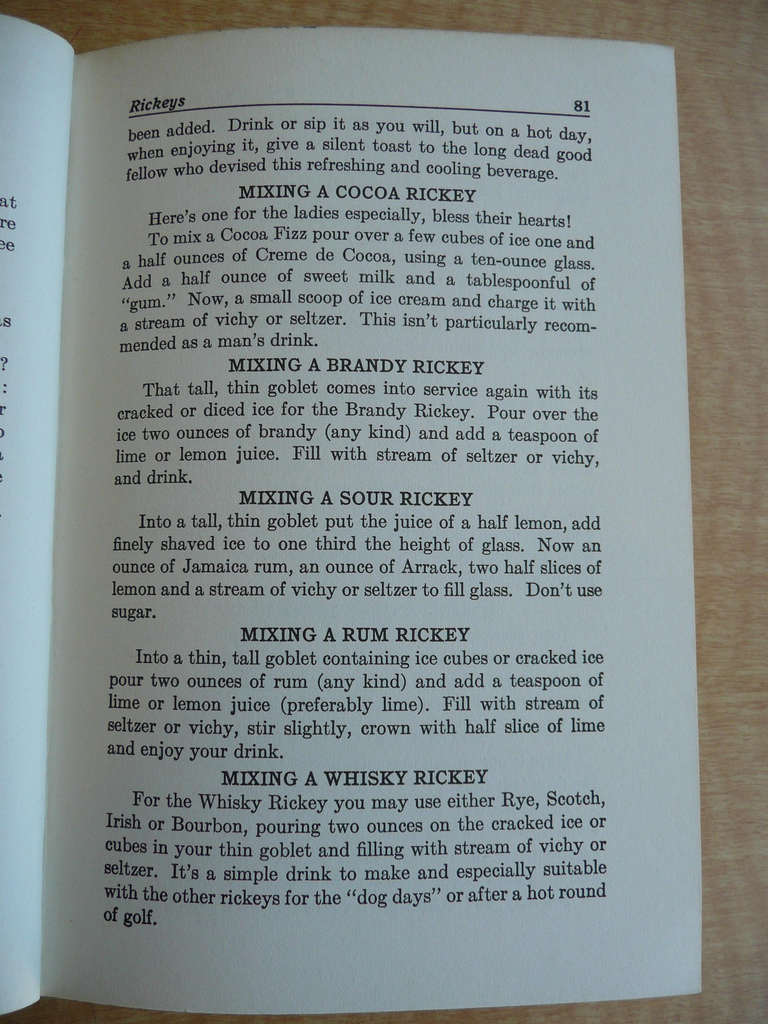 Rickeys 81
been added. Drink or sip it as you will, but on a hot day,
when enjoying it, give a silent toast to the long dead good
fellow who devised this refreshing and cooling beverage.
MIXING A COCOA RICKEY
Here's one for the ladies especially, bless their hearts!
To mix a Cocoa Fizz pour over a few cubes of ice one and
a half ounces of Creme de Cocoa, using a ten-ounce glass.
Add a half ounce of sweet milk and a tablespoonful of
"gum." Now, a small scoop of ice cream and charge it with
a stream of vichy or seltzer. This isn't particularly recom-
mended as a man's drink.
MIXING A BRANDY RICKEY
That tall, thin goblet comes into service again with its
cracked or diced ice for the Brandy Rickey. Pour over the
ice two ounces of brandy (any kind) and add a teaspoon of
lime or lemon juice. Fill with stream of seltzer or vichy,
and drink.
MIXING A SOUR RICKEY
Into a tall, thin goblet put the juice of a half lemon, add
finely shaved ice to one third the height of glass. Now an
ounce of Jamaica rum, an ounce of Arrack, two half slices of
lemon and a stream of vichy or seltzer to fill glass. Don't use
sugar.
MIXING A RUM RICKEY
Into a thin, tall goblet containing ice cubes or cracked ice
pour two ounces of rum (any kind) and add a teaspoon of
lime or lemon juice (preferably lime). Fill with stream of
seltzer or vichy, stir slightly, crown with half slice of lime
and enjoy your drink.
MIXING A WHISKY RICKEY
For the Whisky Rickey you may use either Rye, Scotch,
Irish or Bourbon, pouring two ounces on the cracked ice or
cubes in your thin goblet and filling with stream of vichy or
seltzer. It's a simple drink to make and especially suitable
with the other rickeys for the "dog days" or after a hot round
of golf.